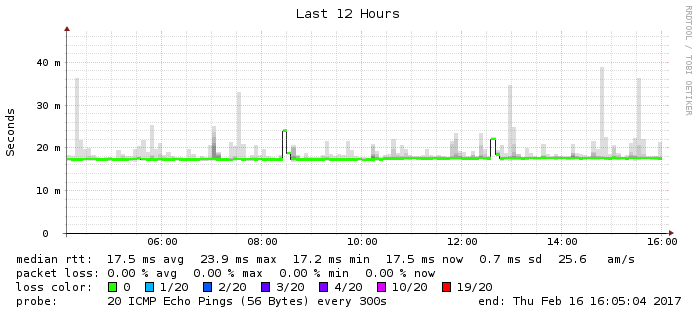 Last 12 Hours
RRDTOOL / TOBI OETIKER
Seconds
40 m
30 m
20 m
10 m
0
06:00 08:00 10:00 12:00 14:00 16:00
median rtt: 17.5 ms avg 23.9 ms max 17.2 ms min 17.5 ms now 0.7 ms sd 25.6 am/s
packet loss: 0.00 % avg 0.00 % max 0.00 % min 0.00 % now
loss color: 0 1/20 2/20 3/20 4/20 10/20 19/20
probe: 20 ICMP Echo Pings (56 Bytes) every 300s end: Thu Feb 16 16:05:04 2017